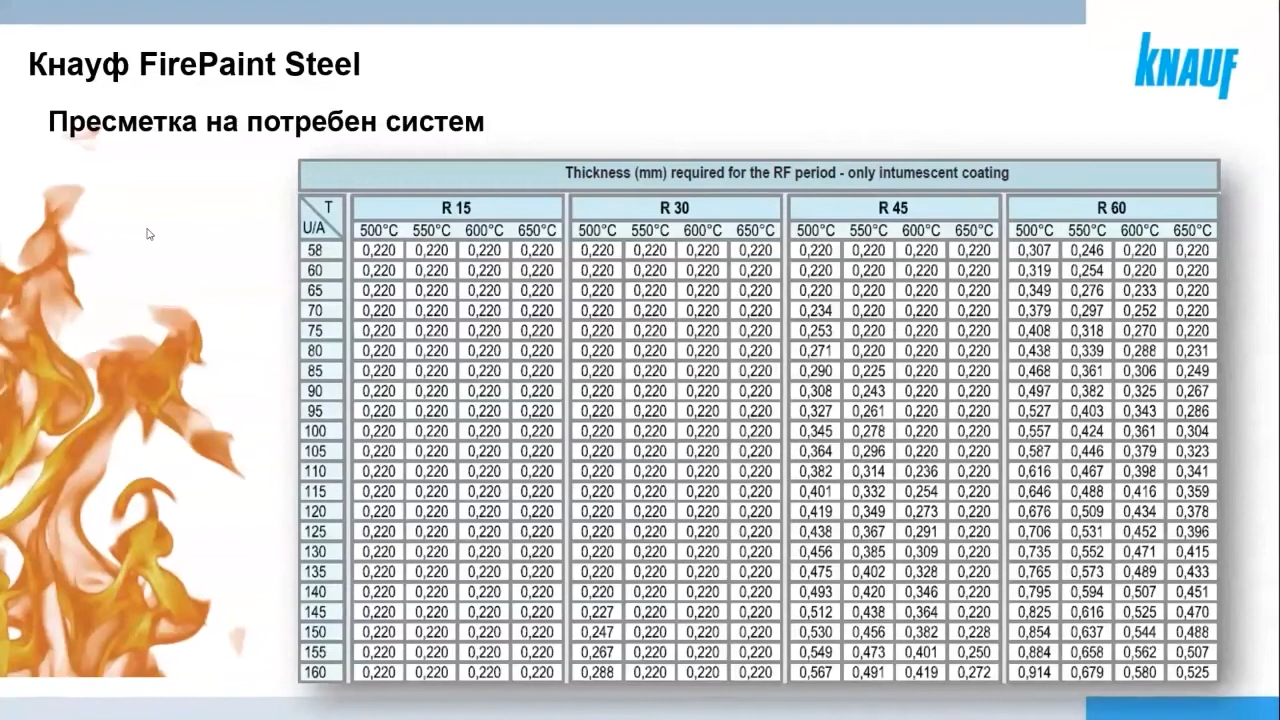 Кнауф FirePaint Steel
KNAUF
Пресметка на потребен систем
Thickness (mm) required for the RF period - only intumescent coating
T U/A R 15 R 30 R 45 R 60
500°C 550°C 600°C 650°C 500°C 550°C 600°C 650°C 500°C 550°C 600°C 650°C 500°C 550°C 600°C 650°C
58 0,220 0,220 0,220 0,220 0,220 0,220 0,220 0,220 0,220 0,220 0,220 0,220 0,307 0,246 0,220 0,220
60 0,220 0,220 0,220 0,220 0,220 0,220 0,220 0,220 0,220 0,220 0,220 0,220 0,319 0,254 0,220 0,220
65 0,220 0,220 0,220 0,220 0,220 0,220 0,220 0,220 0,220 0,220 0,220 0,220 0,349 0,276 0,233 0,220
70 0,220 0,220 0,220 0,220 0,220 0,220 0,220 0,220 0,234 0,220 0,220 0,220 0,379 0,297 0,252 0,220
75 0,220 0,220 0,220 0,220 0,220 0,220 0,220 0,220 0,253 0,220 0,220 0,220 0,408 0,318 0,270 0,220
80 0,220 0,220 0,220 0,220 0,220 0,220 0,220 0,220 0,271 0,220 0,220 0,220 0,438 0,339 0,288 0,231
85 0,220 0,220 0,220 0,220 0,220 0,220 0,220 0,220 0,290 0,225 0,220 0,220 0,468 0,361 0,306 0,249
90 0,220 0,220 0,220 0,220 0,220 0,220 0,220 0,220 0,308 0,243 0,220 0,220 0,497 0,382 0,325 0,267
95 0,220 0,220 0,220 0,220 0,220 0,220 0,220 0,220 0,327 0,261 0,220 0,220 0,527 0,403 0,343 0,286
100 0,220 0,220 0,220 0,220 0,220 0,220 0,220 0,220 0,345 0,278 0,220 0,220 0,557 0,424 0,361 0,304
105 0,220 0,220 0,220 0,220 0,220 0,220 0,220 0,220 0,364 0,296 0,220 0,220 0,587 0,446 0,379 0,323
110 0,220 0,220 0,220 0,220 0,220 0,220 0,220 0,220 0,382 0,314 0,236 0,220 0,616 0,467 0,398 0,341
115 0,220 0,220 0,220 0,220 0,220 0,220 0,220 0,220 0,401 0,332 0,254 0,220 0,646 0,488 0,416 0,359
120 0,220 0,220 0,220 0,220 0,220 0,220 0,220 0,220 0,419 0,349 0,273 0,220 0,676 0,509 0,434 0,378
125 0,220 0,220 0,220 0,220 0,220 0,220 0,220 0,220 0,438 0,367 0,291 0,220 0,706 0,531 0,452 0,396
130 0,220 0,220 0,220 0,220 0,220 0,220 0,220 0,220 0,456 0,385 0,309 0,220 0,735 0,552 0,471 0,415
135 0,220 0,220 0,220 0,220 0,220 0,220 0,220 0,220 0,475 0,402 0,328 0,220 0,765 0,573 0,489 0,433
140 0,220 0,220 0,220 0,220 0,220 0,220 0,220 0,220 0,493 0,420 0,346 0,220 0,795 0,594 0,507 0,451
145 0,220 0,220 0,220 0,220 0,227 0,220 0,220 0,220 0,512 0,438 0,364 0,220 0,825 0,616 0,525 0,470
150 0,220 0,220 0,220 0,220 0,247 0,220 0,220 0,220 0,530 0,456 0,382 0,228 0,854 0,637 0,544 0,488
155 0,220 0,220 0,220 0,220 0,267 0,220 0,220 0,220 0,549 0,473 0,401 0,250 0,884 0,658 0,562 0,507
160 0,220 0,220 0,220 0,220 0,288 0,220 0,220 0,220 0,567 0,491 0,419 0,272 0,914 0,679 0,580 0,525